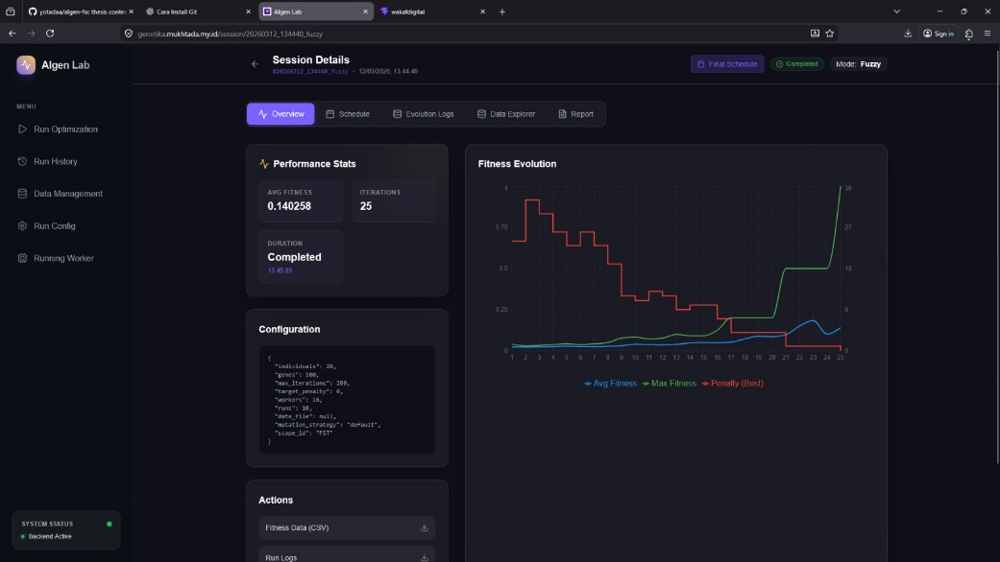 yotadaa/algen-fix: thesis conten
Cara Install Git
Algen Lab
wakafdigital
genetika.mukhtada.my.id/session/20260312_134440_fuzzy
Sign in
Algen Lab
MENU
Run Optimization
Run History
Data Management
Run Config
Running Worker
SYSTEM STATUS
Backend Active
Session Details
#20260312_134440_Fuzzy • 12/03/2026, 13.44.40
Final Schedule
Completed
Mode: Fuzzy
Overview
Schedule
Evolution Logs
Data Explorer
Report
Performance Stats
AVG FITNESS
0.140258
ITERATIONS
25
DURATION
Completed
13.45.03
Configuration
{
"individuals": 20,
"genes": 100,
"max_iterations": 200,
"target_penalty": 0,
"workers": 16,
"runs": 10,
"data_file": null,
"mutation_strategy": "default",
"scope_id": "FST"
}
Actions
Fitness Data (CSV)
Run Logs
Fitness Evolution
1
0.75
0.5
0.25
0
36
27
18
9
0
1 2 3 4 5 6 7 8 9 10 11 12 13 14 15 16 17 18 19 20 21 22 23 24 25
Avg Fitness Max Fitness Penalty (Best)